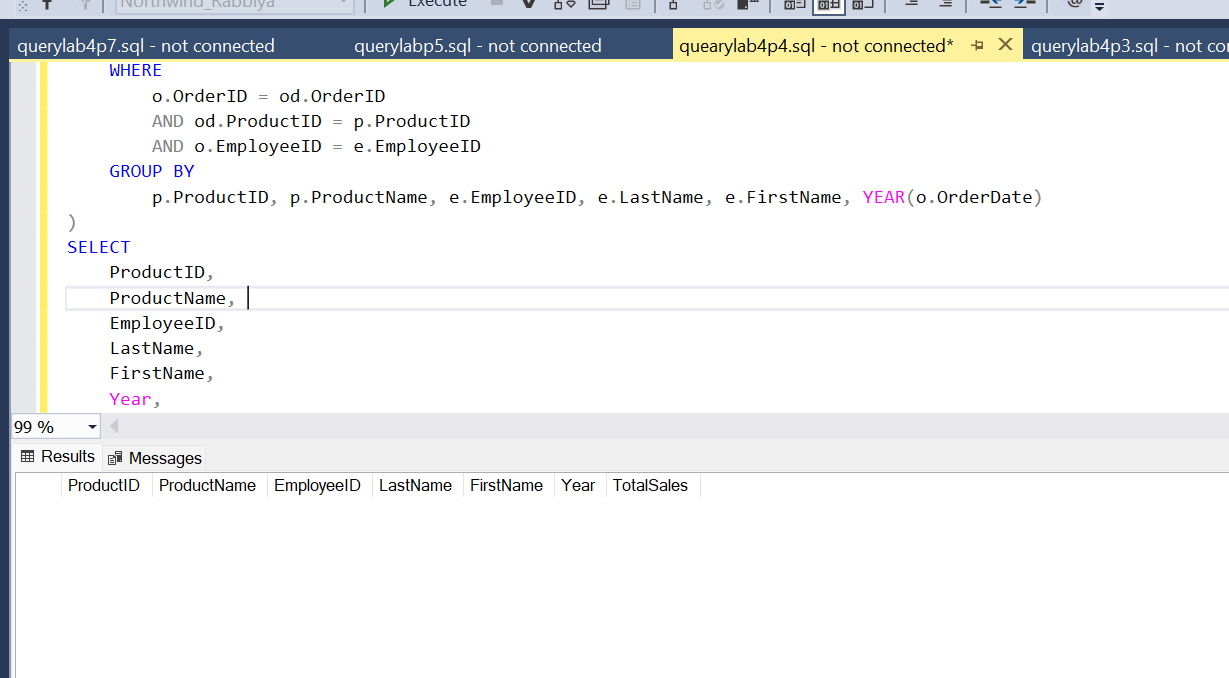 Northwind_Rabbiya
Execute
querylab4p7.sql - not connected
querylabp5.sql - not connected
quearylab4p4.sql - not connected*
querylab4p3.sql - not co
WHERE
o.OrderID = od.OrderID
AND od.ProductID = p.ProductID
AND o.EmployeeID = e.EmployeeID
GROUP BY
p.ProductID, p.ProductName, e.EmployeeID, e.LastName, e.FirstName, YEAR(o.OrderDate)
)
SELECT
ProductID,
ProductName,
EmployeeID,
LastName,
FirstName,
Year,
99 %
Results
Messages
ProductID ProductName EmployeeID LastName FirstName Year TotalSales